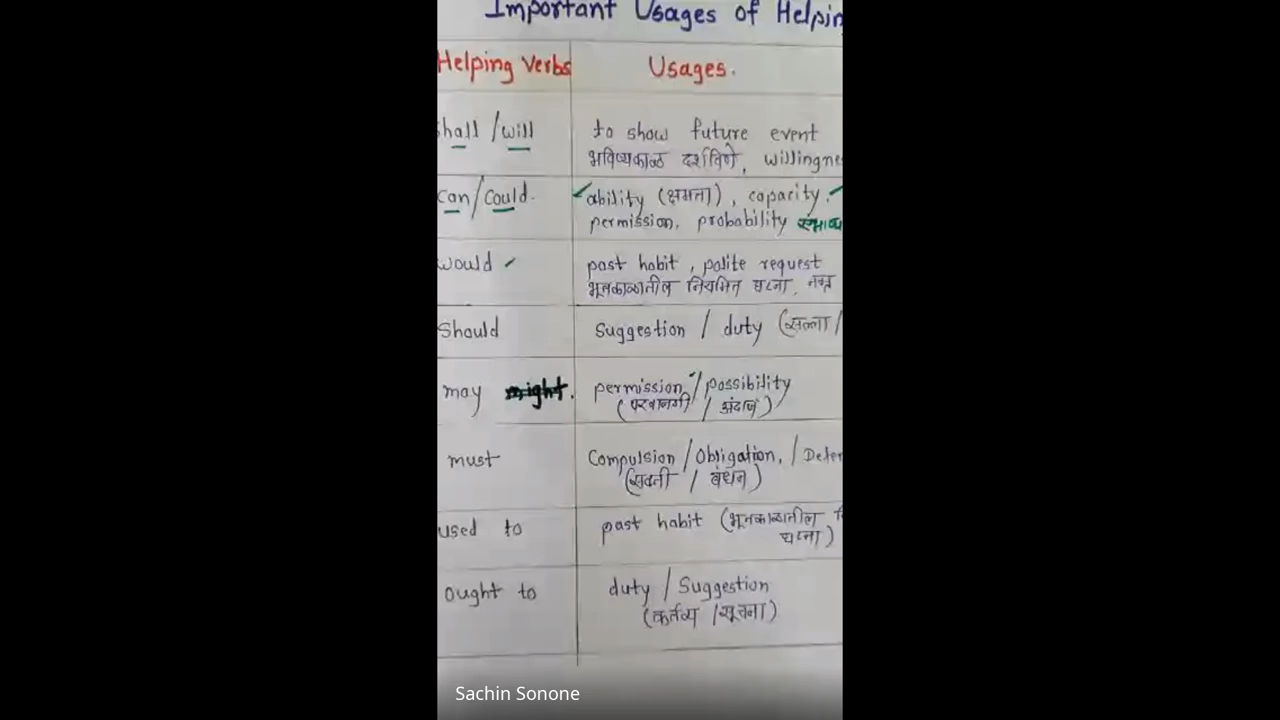 Important Usages of Helpin
Helping Verbs Usages.
hall / will to show future event
भविष्यकाळ दर्शविणे, willingne
can / Could. ability (क्षमता), capacity,
permission, probability संभाव्य
would past habit, polite request
भूतकाळातील नियमित घटना, नम्र
Should Suggestion / duty (सल्ला /
may might. permission / possibility
(परवानगी / अंदाज)
must Compulsion / Obligation, / Deter
(सक्ती / बंधन)
used to past habit (भूतकाळातील नि
घटना)
ought to duty / Suggestion
(कर्तव्य / सूचना)
Sachin Sonone